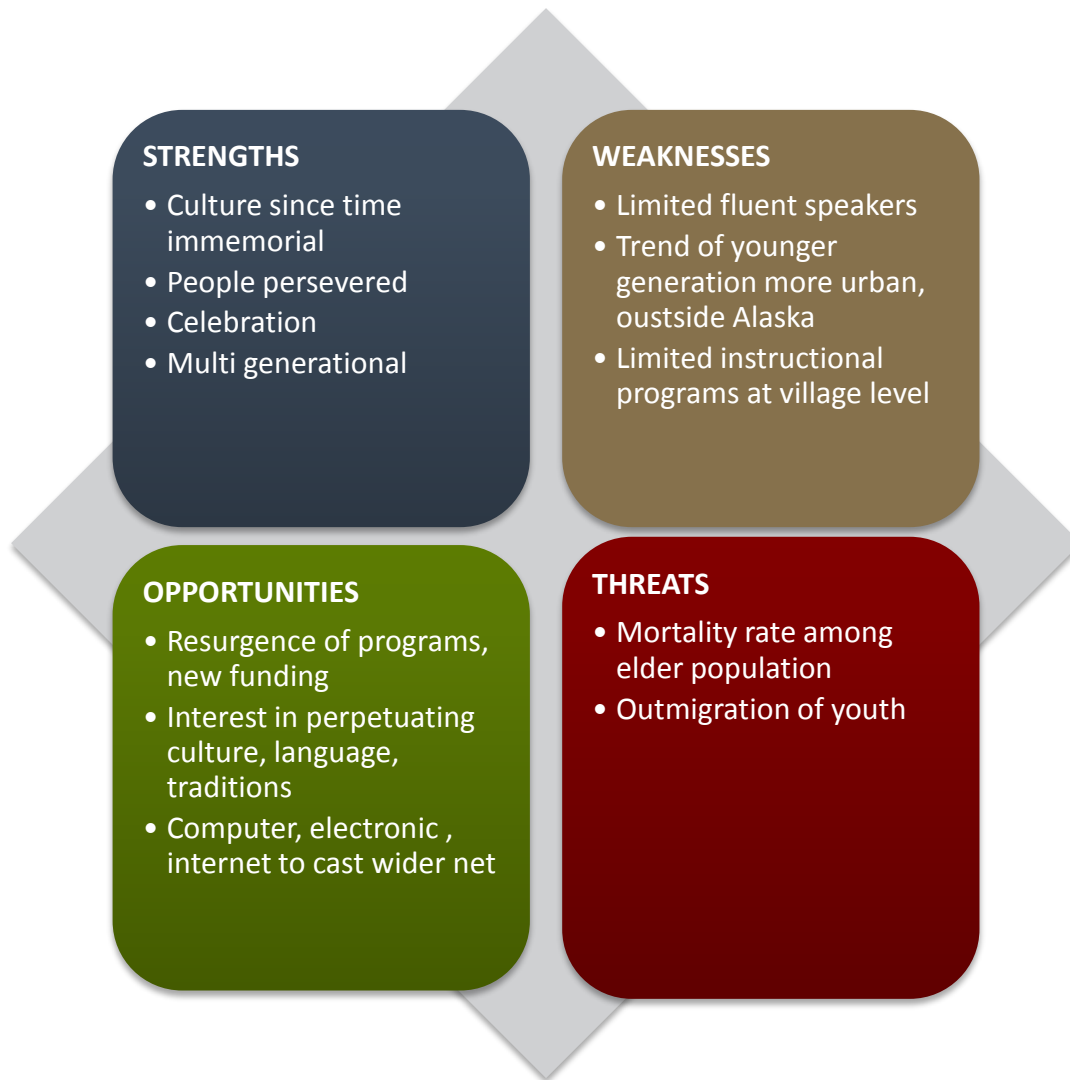 STRENGTHS
• Culture since time
immemorial
• People persevered
• Celebration
• Multi generational
WEAKNESSES
• Limited fluent speakers
• Trend of younger
generation more urban,
oustside Alaska
• Limited instructional
programs at village level
OPPORTUNITIES
• Resurgence of programs,
new funding
• Interest in perpetuating
culture, language,
traditions
• Computer, electronic ,
internet to cast wider net
THREATS
• Mortality rate among
elder population
• Outmigration of youth